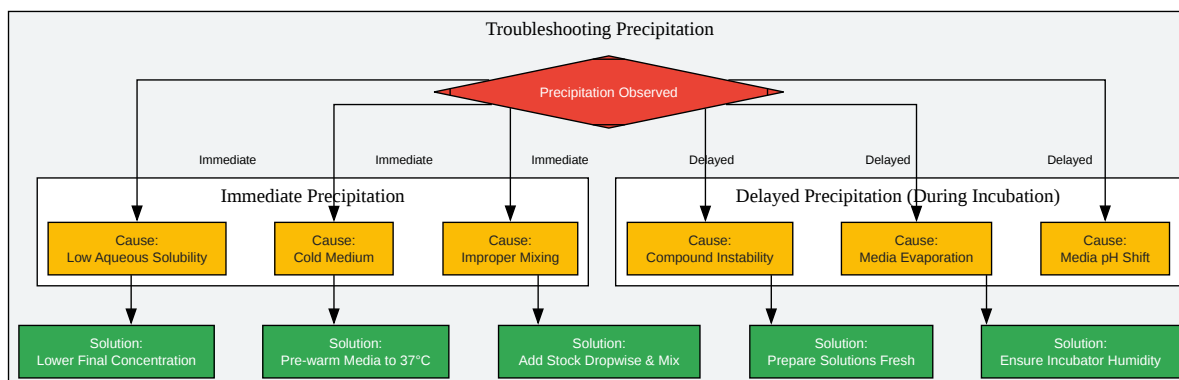 Troubleshooting Precipitation
Precipitation Observed
Immediate
Immediate
Immediate
Delayed
Delayed
Delayed
Immediate Precipitation
Delayed Precipitation (During Incubation)
Cause:
Low Aqueous Solubility
Cause:
Cold Medium
Cause:
Improper Mixing
Cause:
Compound Instability
Cause:
Media Evaporation
Cause:
Media pH Shift
Solution:
Lower Final Concentration
Solution:
Pre-warm Media to 37°C
Solution:
Add Stock Dropwise & Mix
Solution:
Prepare Solutions Fresh
Solution:
Ensure Incubator Humidity